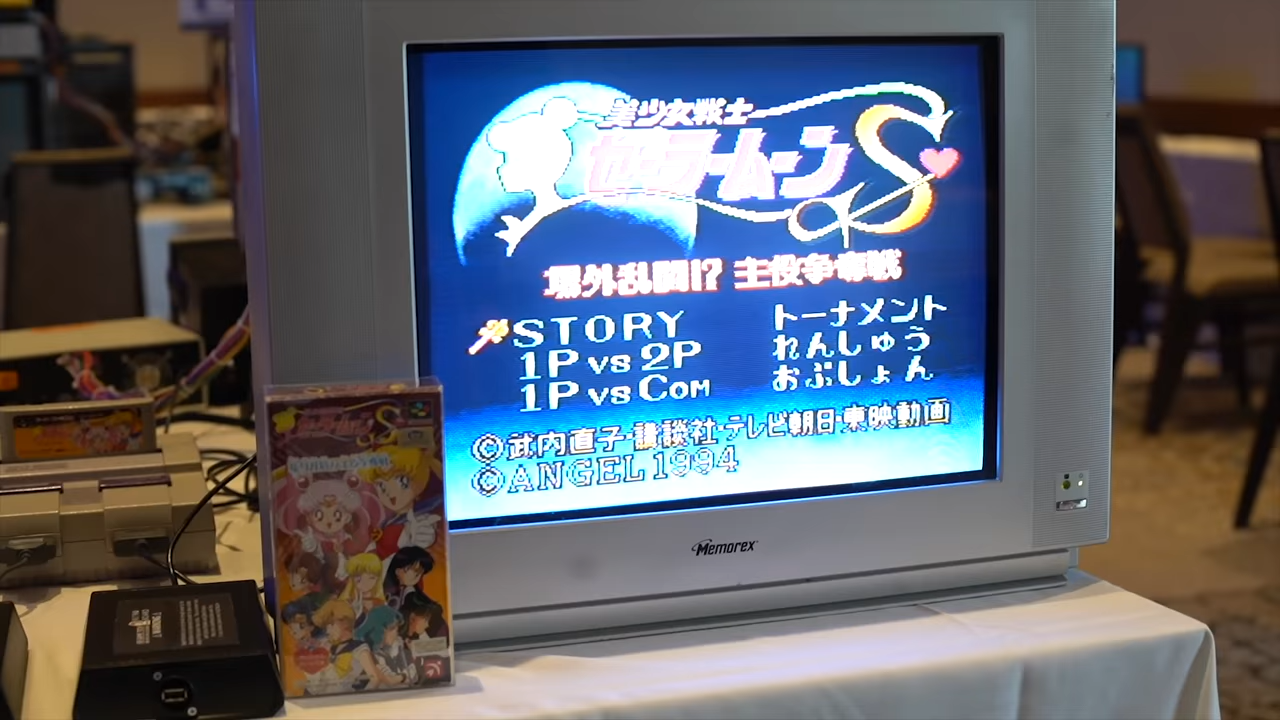 美少女戦士
セーラームーンS
場外乱闘!? 主役争奪戦
STORY
1P vs 2P
1P vs COM
トーナメント
れんしゅう
おぷしょん
©武内直子・講談社・テレビ朝日・東映動画
©ANGEL 1994
Memorex